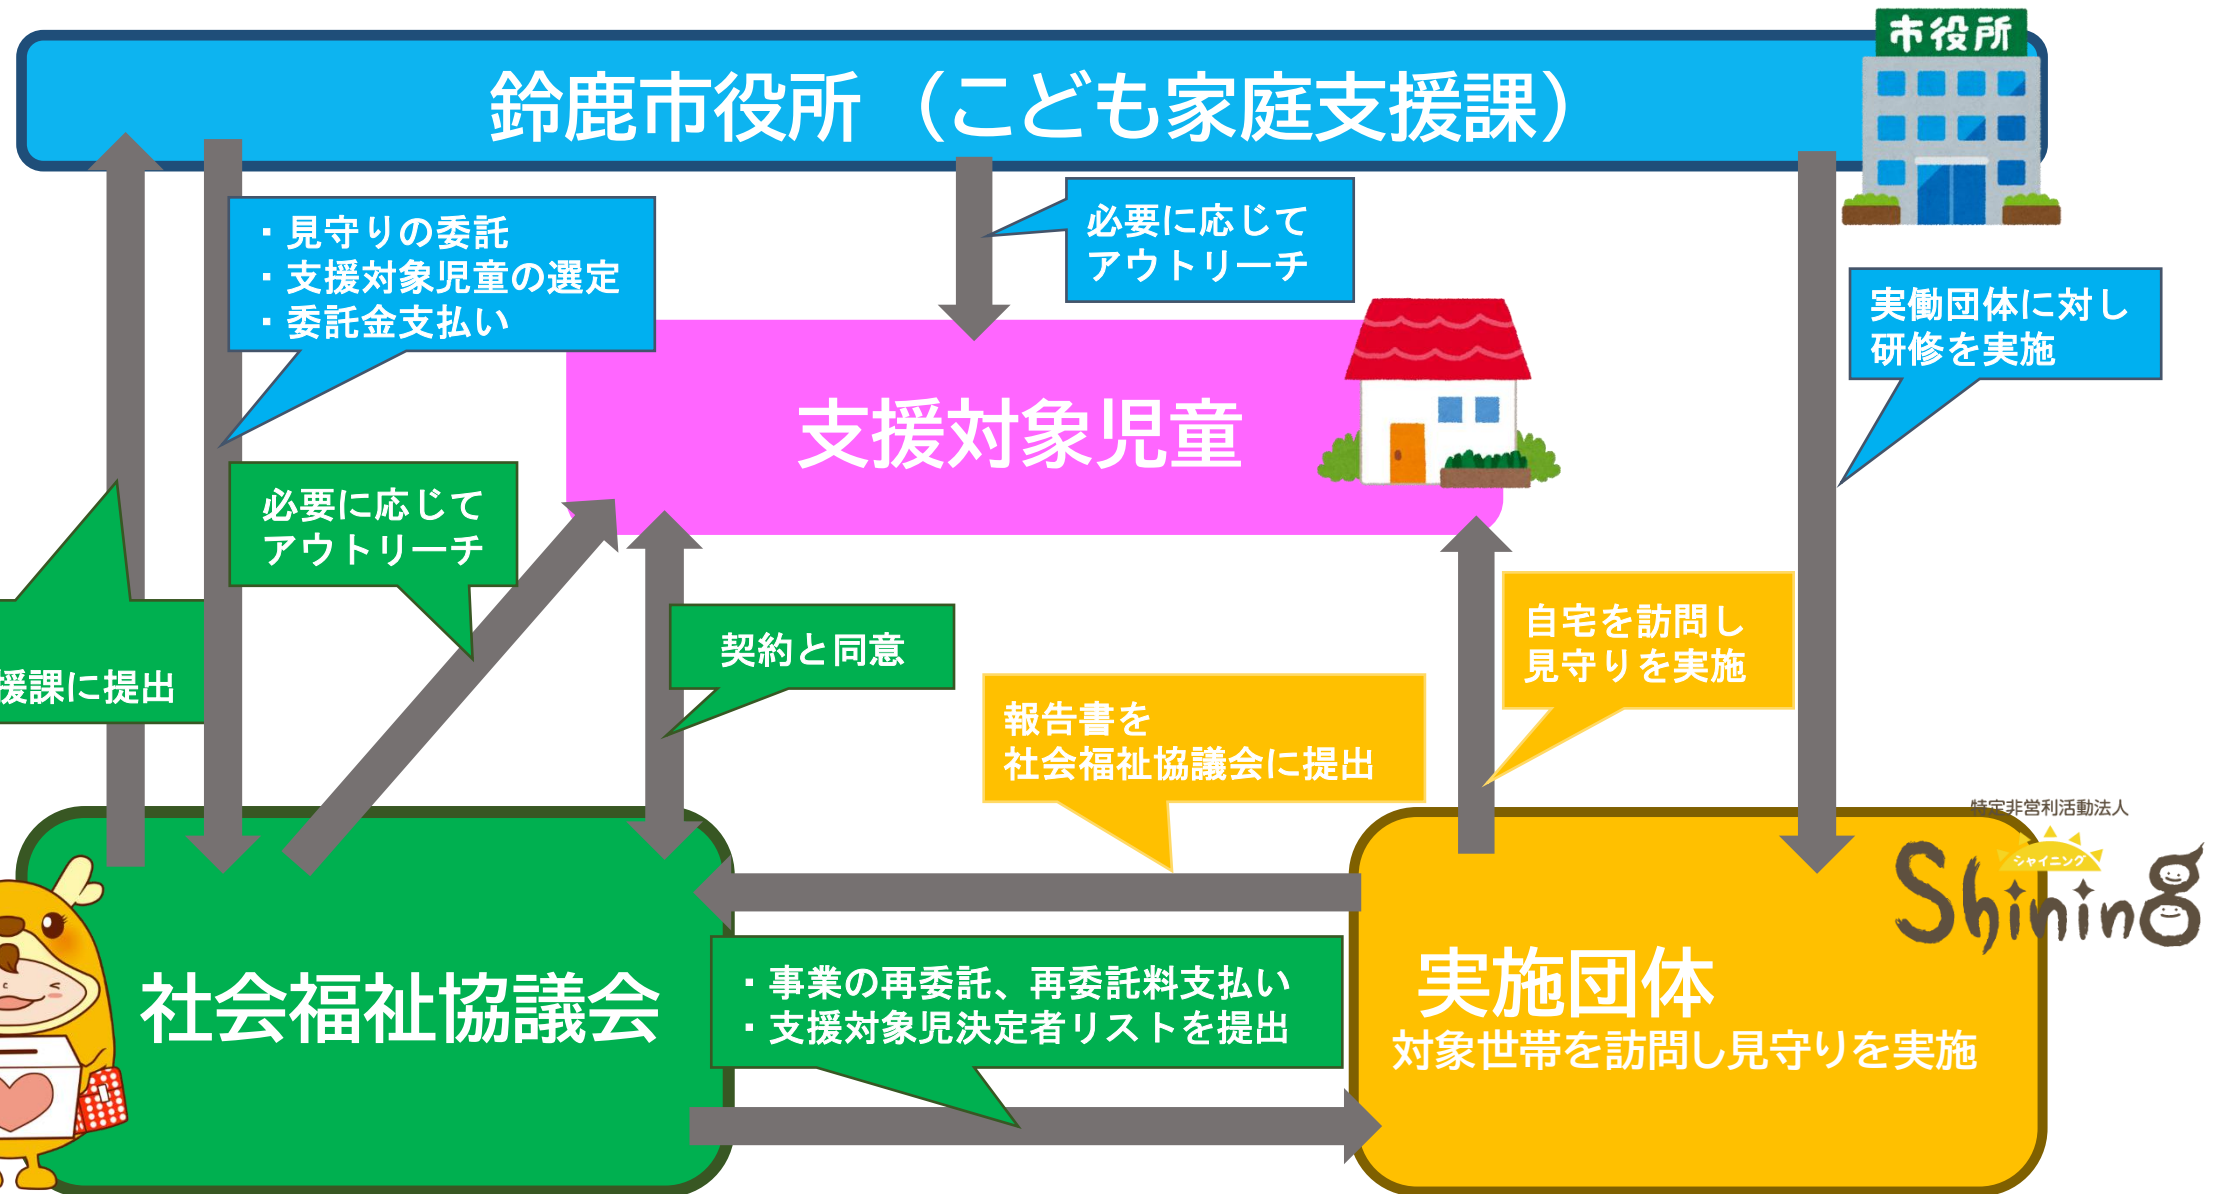 市役所
鈴鹿市役所（こども家庭支援課）
・見守りの委託
・支援対象児童の選定
・委託金支払い
必要に応じて
アウトリーチ
実働団体に対し
研修を実施
支援対象児童
必要に応じて
アウトリーチ
契約と同意
自宅を訪問し
見守りを実施
援課に提出
報告書を
社会福祉協議会に提出
特定非営利活動法人
シャイニング
Shining
社会福祉協議会
・事業の再委託、再委託料支払い
・支援対象児決定者リストを提出
実施団体
対象世帯を訪問し見守りを実施